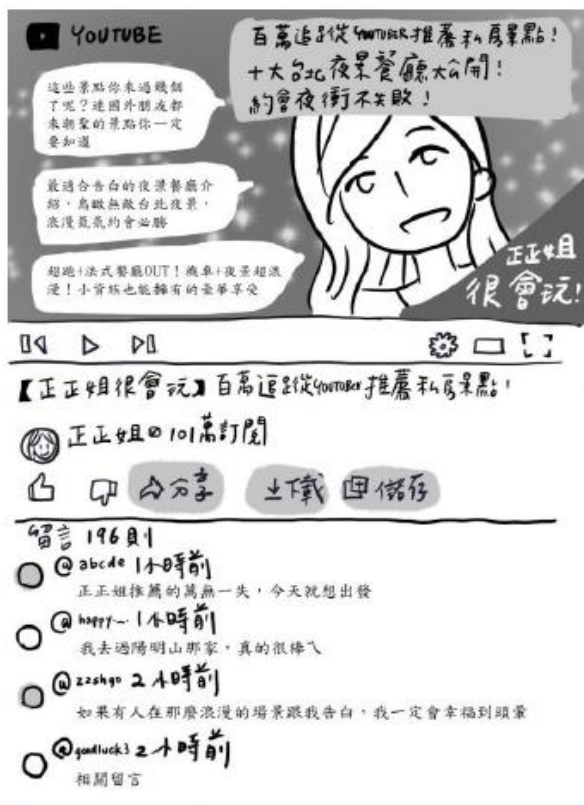 YOUTUBE
百萬追蹤YOUTUBER推薦私房景點!
十大台北夜景餐廳大公開!
約會夜衝不失敗!
這些景點你來過幾個
了呢?連國外朋友都
來朝聖的景點你一定
要知道
最適合告白的夜景餐廳介
紹,鳥瞰無敵台北夜景,
浪漫氣氛約會必勝
超跑+法式餐廳OUT!機車+夜景超浪
漫!小資族也能擁有的豪華享受
正正姐
很會玩!
【正正姐很會玩】百萬追蹤YOUTUBER推薦私房景點!
正正姐 101萬訂閱
分享 下載 儲存
留言 196則
@abcde 1小時前
正正姐推薦的萬無一失,今天就想出發
@happy~ 1小時前
我去過陽明山那家,真的很棒ㄟ
@zzshgo 2小時前
如果有人在那麼浪漫的場景跟我告白,我一定會幸福到頭暈
@goodluck3 2小時前
相關留言